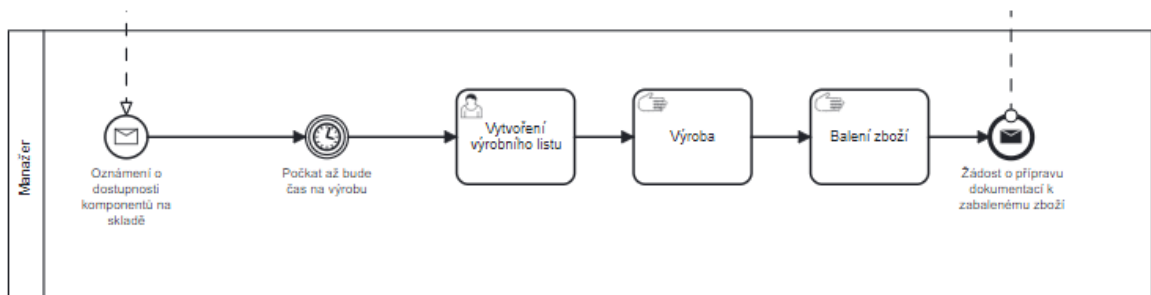 Manažer
Oznámení o
dostupnosti
komponentů na
skladě
Počkat až bude
čas na výrobu
Vytvoření
výrobního listu
Výroba
Balení zboží
Žádost o přípravu
dokumentací k
zabalenému zboží